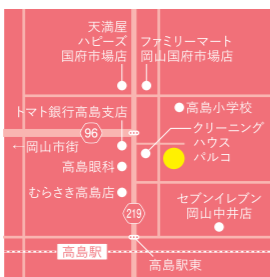 天満屋
ハピーズ
国府市場店
ファミリーマート
岡山国府市場店
トマト銀行高島支店
高島小学校
96
クリーニング
ハウス
パルコ
←岡山市街
高島眼科
むらさき高島店
セブンイレブン
岡山中井店
219
高島駅
高島駅東